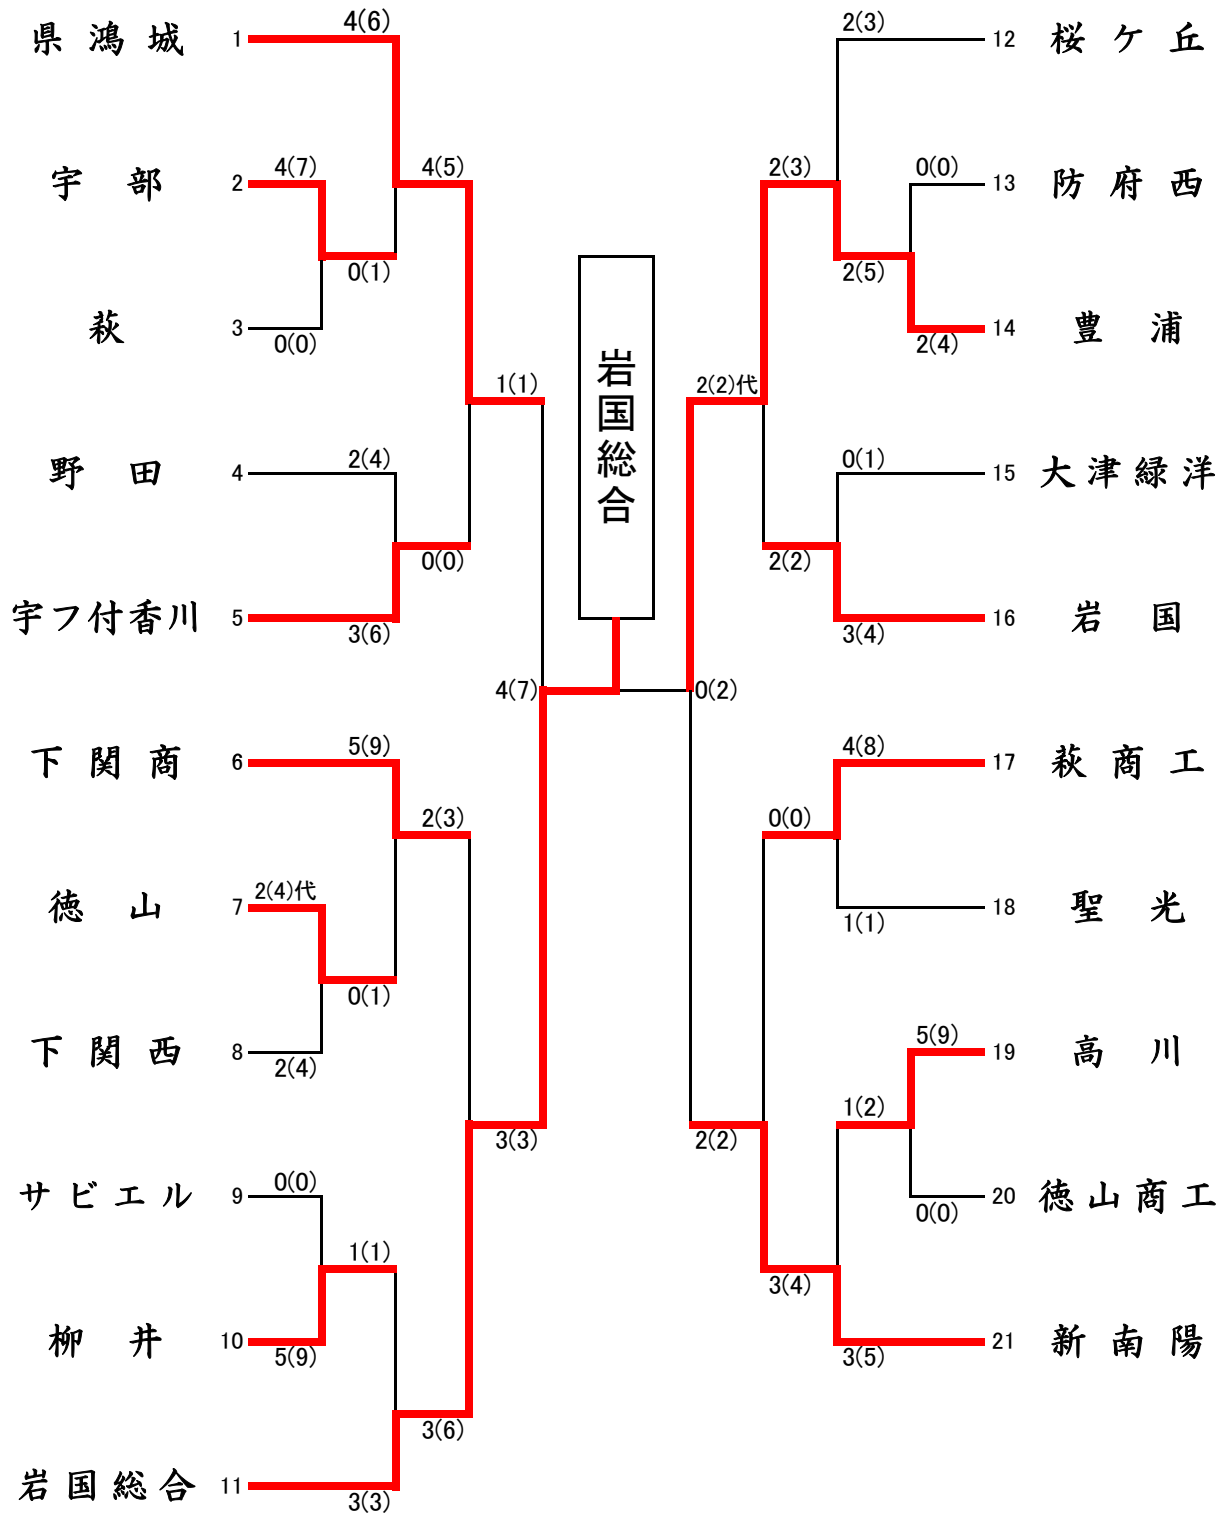 県鴻城 1 4(6)
宇部 2 4(7)
4(5)
0(1)
萩 3 0(0)
1(1)
野田 4 2(4)
0(0)
宇フ付香川 5 3(6)
4(7)
下関商 6 5(9)
2(3)
徳山 7 2(4)代
0(1)
下関西 8 2(4)
3(3)
サビエル 9 0(0)
1(1)
柳井 10 5(9)
3(6)
岩国総合 11 3(3)
岩国総合
2(3) 12 桜ケ丘
2(3)
0(0) 13 防府西
2(5)
2(4) 14 豊浦
2(2)代
0(1) 15 大津緑洋
2(2)
3(4) 16 岩国
0(2)
4(8) 17 萩商工
0(0)
1(1) 18 聖光
5(9) 19 高川
1(2)
2(2)
0(0) 20 徳山商工
3(4)
3(5) 21 新南陽